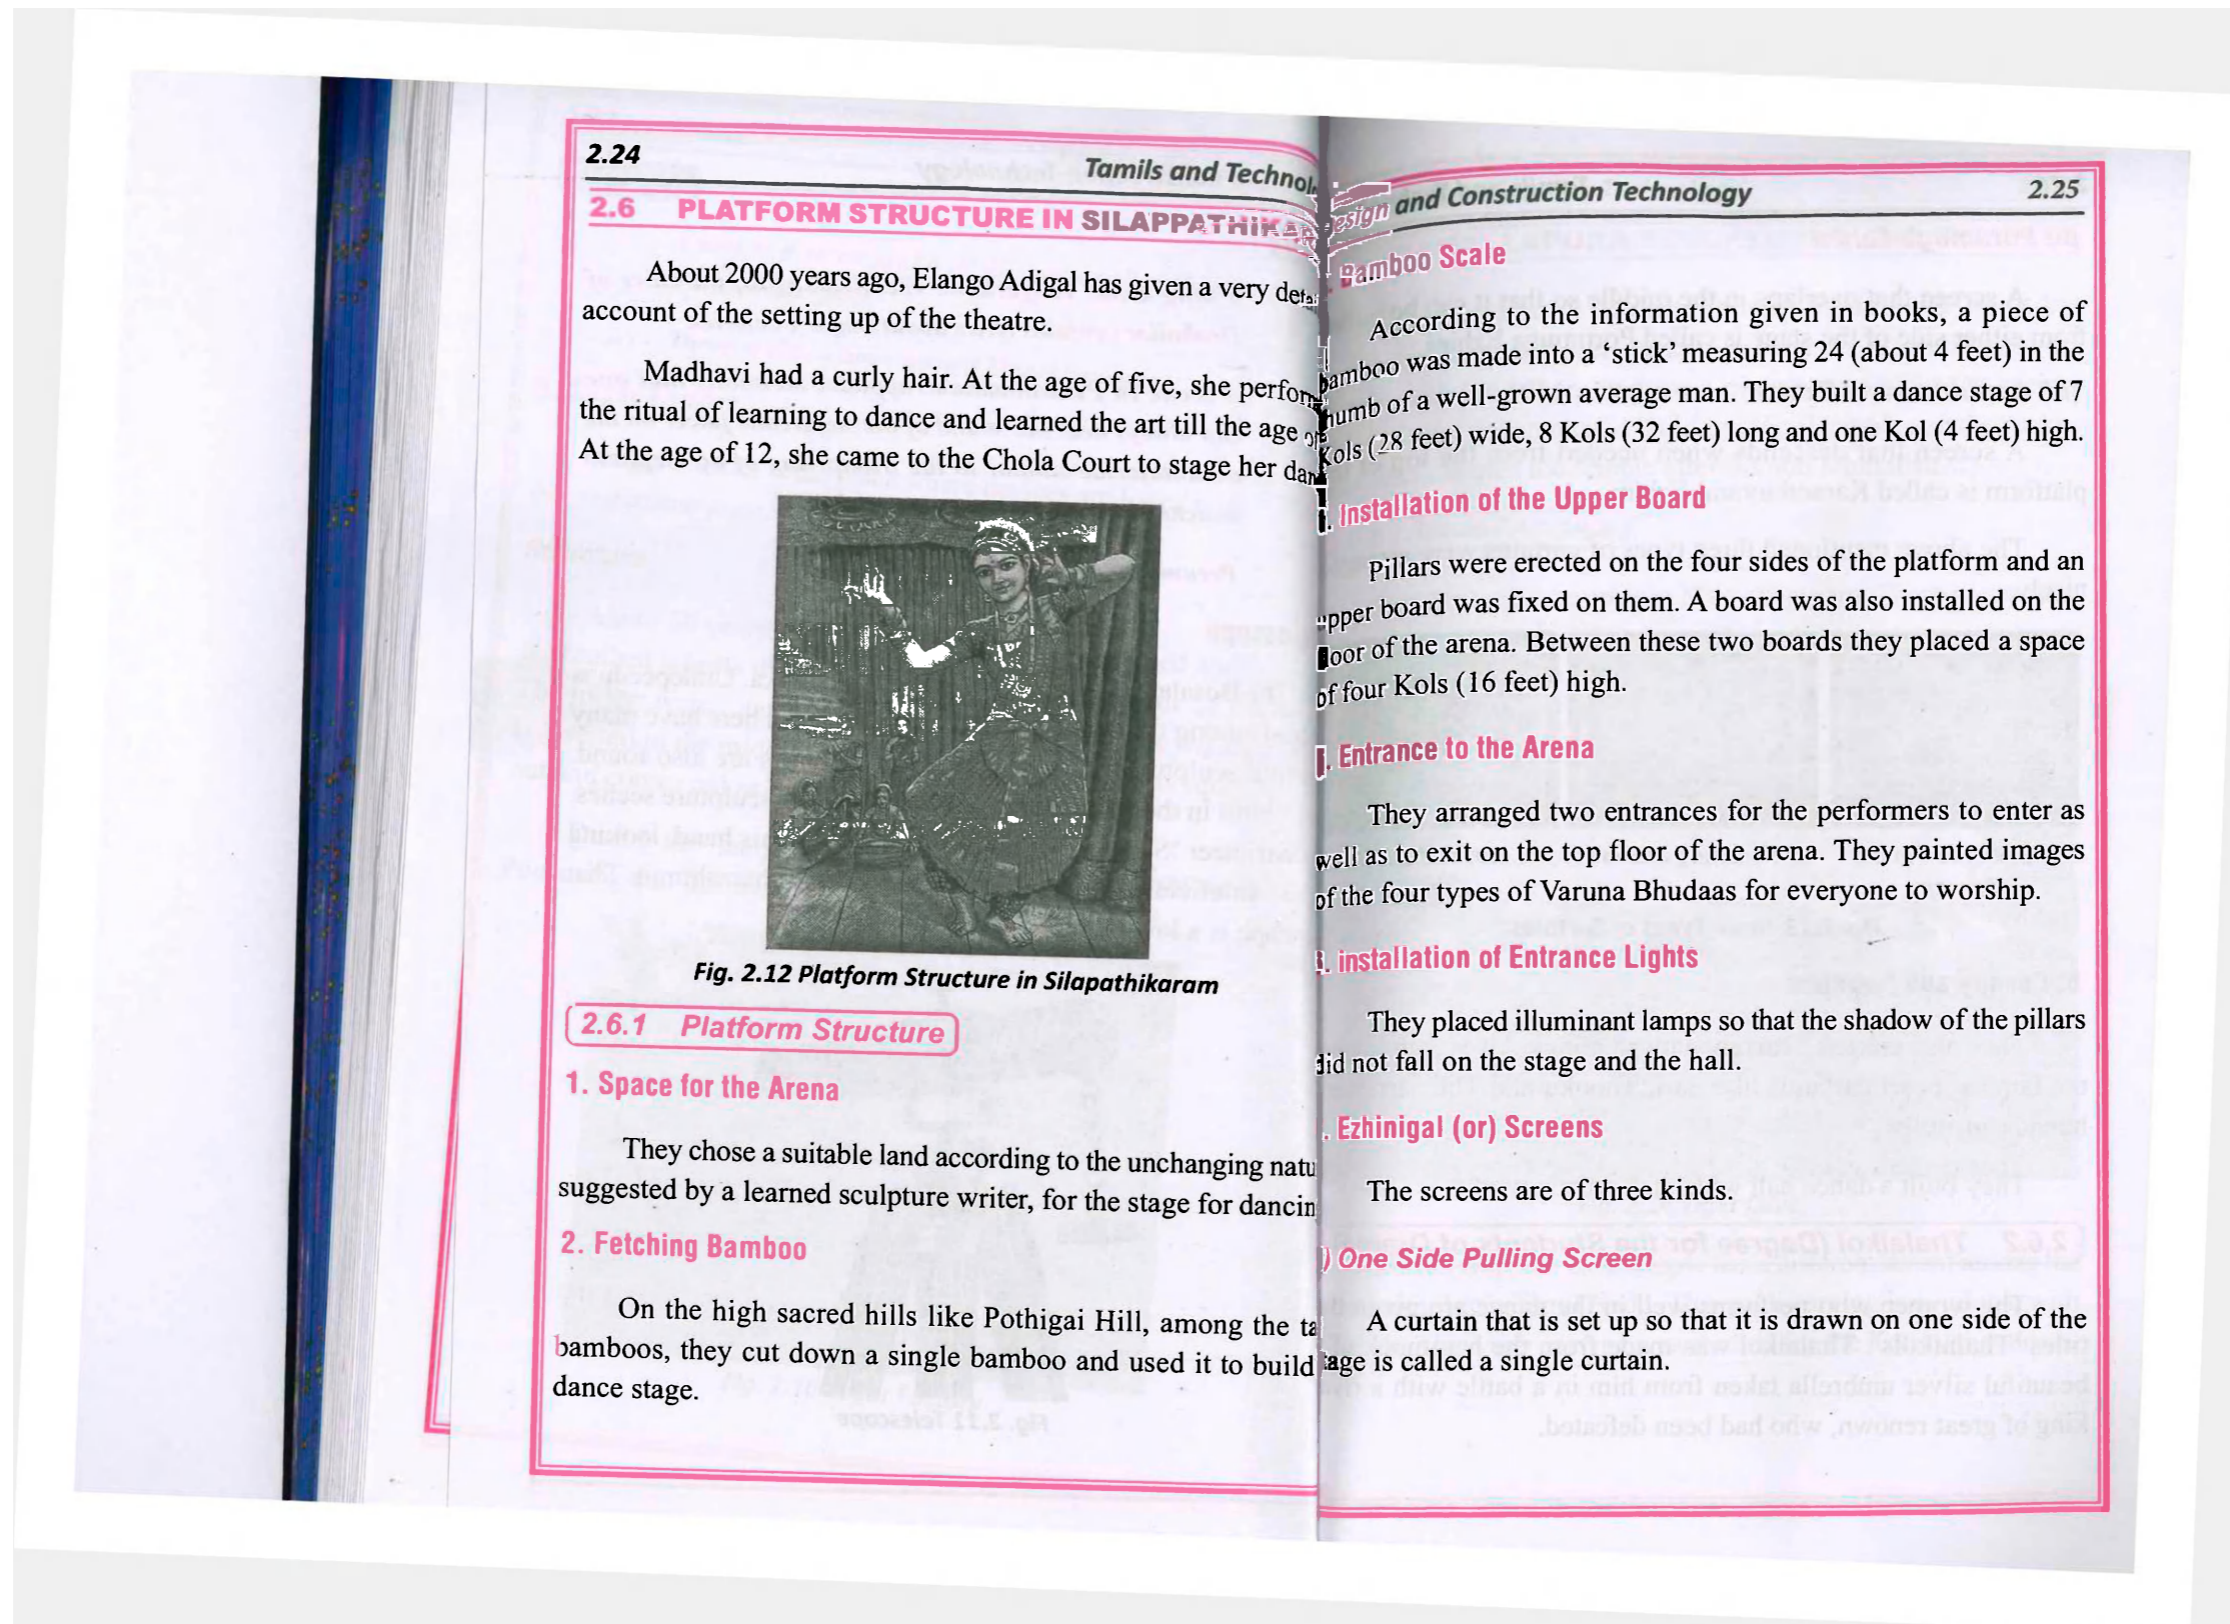 2.24
Tamils and Technol
2.6 PLATFORM STRUCTURE IN SILAPPATHIKAR
About 2000 years ago, Elango Adigal has given a very deta
account of the setting up of the theatre.
Madhavi had a curly hair. At the age of five, she perform
the ritual of learning to dance and learned the art till the age of
At the age of 12, she came to the Chola Court to stage her dan
Fig. 2.12 Platform Structure in Silapathikaram
2.6.1 Platform Structure
1. Space for the Arena
They chose a suitable land according to the unchanging natu
suggested by a learned sculpture writer, for the stage for dancin
2. Fetching Bamboo
On the high sacred hills like Pothigai Hill, among the ta
bamboos, they cut down a single bamboo and used it to build
dance stage.
esign and Construction Technology
2.25
Bamboo Scale
According to the information given in books, a piece of
bamboo was made into a ‘stick’ measuring 24 (about 4 feet) in the
humb of a well-grown average man. They built a dance stage of 7
Kols (28 feet) wide, 8 Kols (32 feet) long and one Kol (4 feet) high.
. Installation of the Upper Board
Pillars were erected on the four sides of the platform and an
upper board was fixed on them. A board was also installed on the
loor of the arena. Between these two boards they placed a space
of four Kols (16 feet) high.
. Entrance to the Arena
They arranged two entrances for the performers to enter as
well as to exit on the top floor of the arena. They painted images
of the four types of Varuna Bhudaas for everyone to worship.
. installation of Entrance Lights
They placed illuminant lamps so that the shadow of the pillars
did not fall on the stage and the hall.
. Ezhinigal (or) Screens
The screens are of three kinds.
) One Side Pulling Screen
A curtain that is set up so that it is drawn on one side of the
tage is called a single curtain.